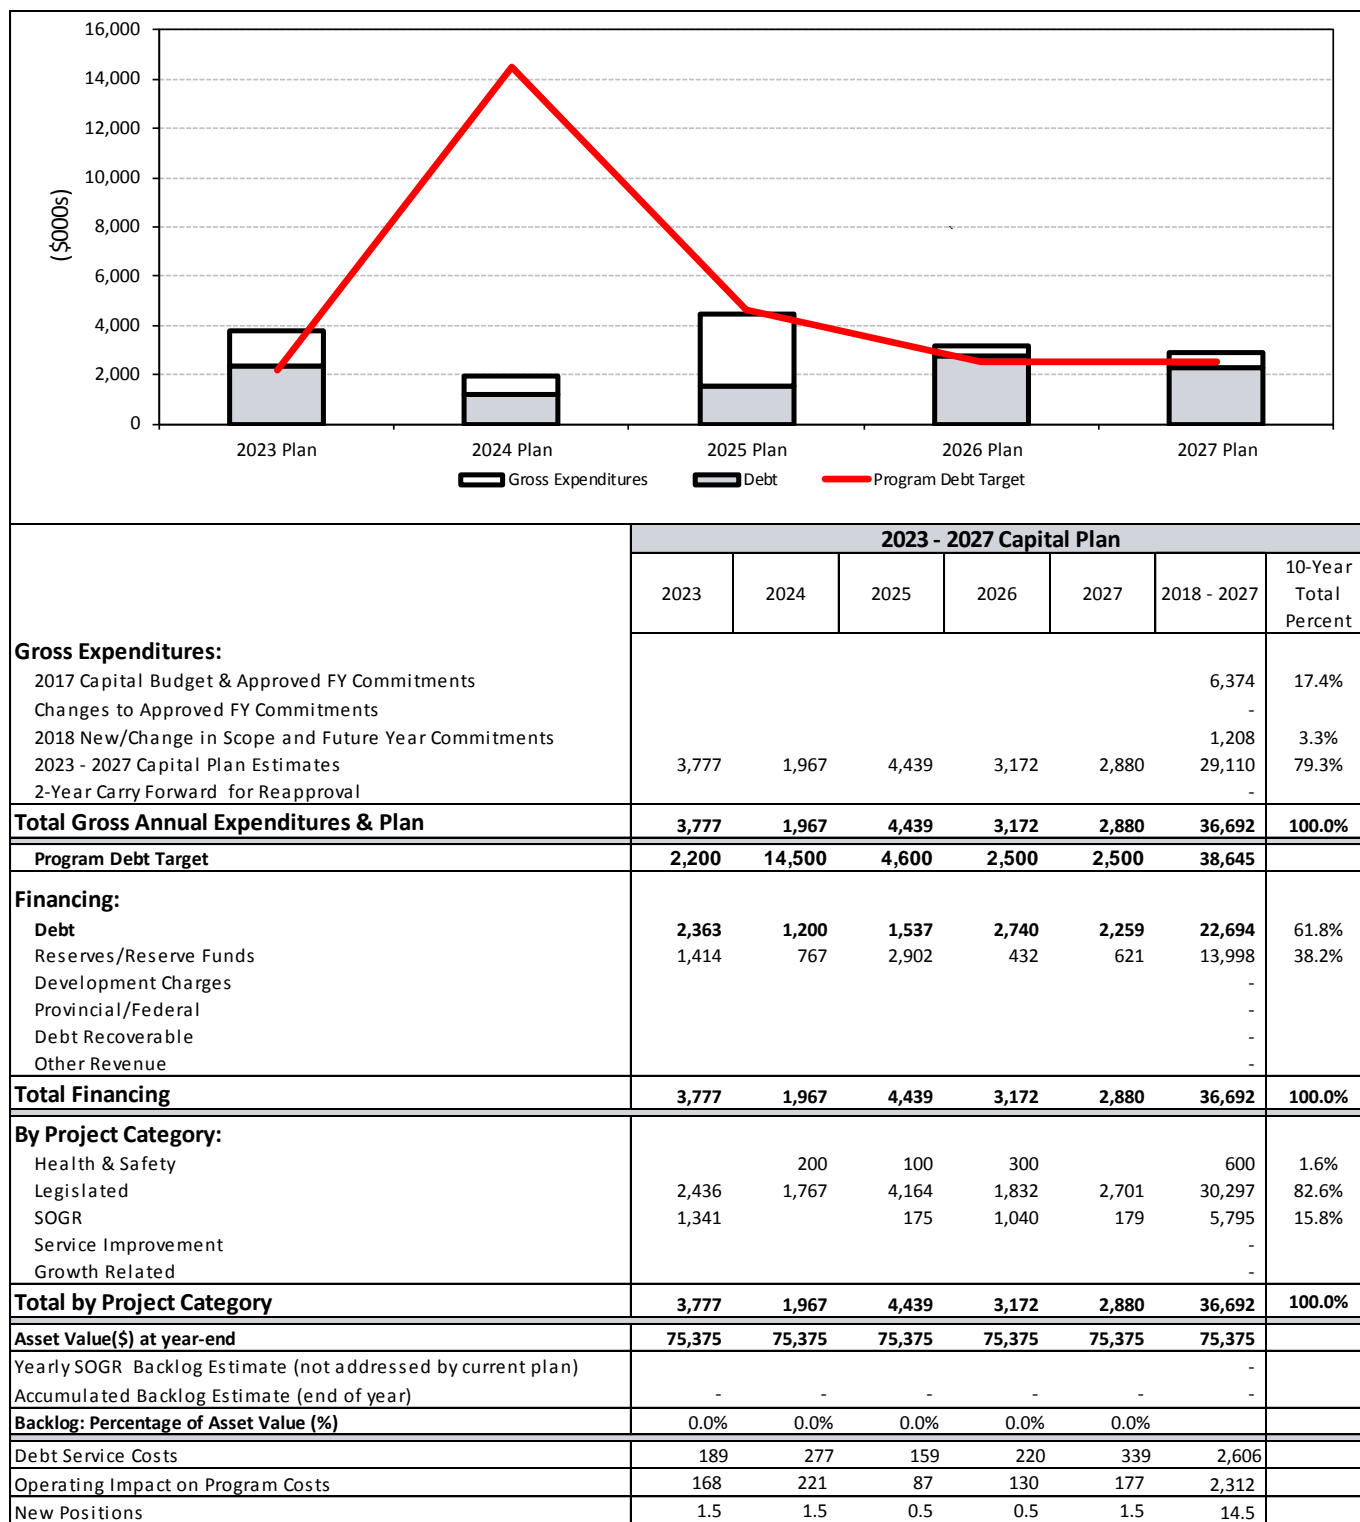 16,000
14,000
12,000
10,000
8,000
6,000
4,000
2,000
0
($000s)
2023 Plan 2024 Plan 2025 Plan 2026 Plan 2027 Plan
Gross Expenditures Debt Program Debt Target
2023 - 2027 Capital Plan
2023 2024 2025 2026 2027 2018 - 2027 10-Year Total Percent
Gross Expenditures:
2017 Capital Budget & Approved FY Commitments 6,374 17.4%
Changes to Approved FY Commitments -
2018 New/Change in Scope and Future Year Commitments 1,208 3.3%
2023 - 2027 Capital Plan Estimates 3,777 1,967 4,439 3,172 2,880 29,110 79.3%
2-Year Carry Forward for Reapproval -
Total Gross Annual Expenditures & Plan 3,777 1,967 4,439 3,172 2,880 36,692 100.0%
Program Debt Target 2,200 14,500 4,600 2,500 2,500 38,645
Financing:
Debt 2,363 1,200 1,537 2,740 2,259 22,694 61.8%
Reserves/Reserve Funds 1,414 767 2,902 432 621 13,998 38.2%
Development Charges -
Provincial/Federal -
Debt Recoverable -
Other Revenue -
Total Financing 3,777 1,967 4,439 3,172 2,880 36,692 100.0%
By Project Category:
Health & Safety 200 100 300 600 1.6%
Legislated 2,436 1,767 4,164 1,832 2,701 30,297 82.6%
SOGR 1,341 175 1,040 179 5,795 15.8%
Service Improvement -
Growth Related -
Total by Project Category 3,777 1,967 4,439 3,172 2,880 36,692 100.0%
Asset Value($) at year-end 75,375 75,375 75,375 75,375 75,375 75,375
Yearly SOGR Backlog Estimate (not addressed by current plan) -
Accumulated Backlog Estimate (end of year) - - - - - -
Backlog: Percentage of Asset Value (%) 0.0% 0.0% 0.0% 0.0% 0.0%
Debt Service Costs 189 277 159 220 339 2,606
Operating Impact on Program Costs 168 221 87 130 177 2,312
New Positions 1.5 1.5 0.5 0.5 1.5 14.5